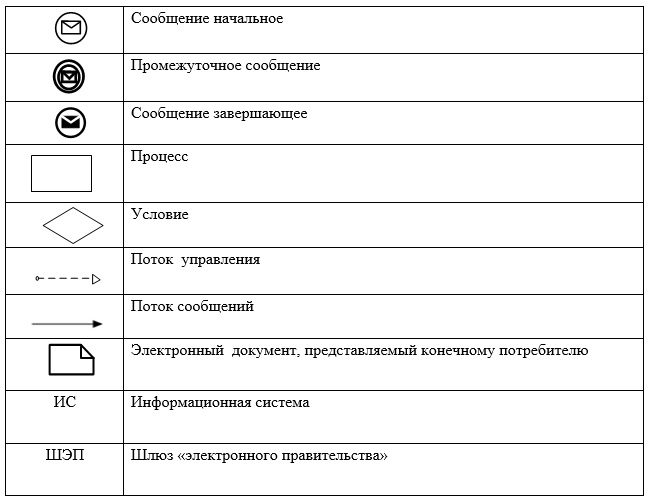 Сообщение начальное
Промежуточное сообщение
Сообщение завершающее
Процесс
Условие
Поток управления
Поток сообщений
Электронный документ, представляемый конечному потребителю
ИС Информационная система
ШЭП Шлюз «электронного правительства»